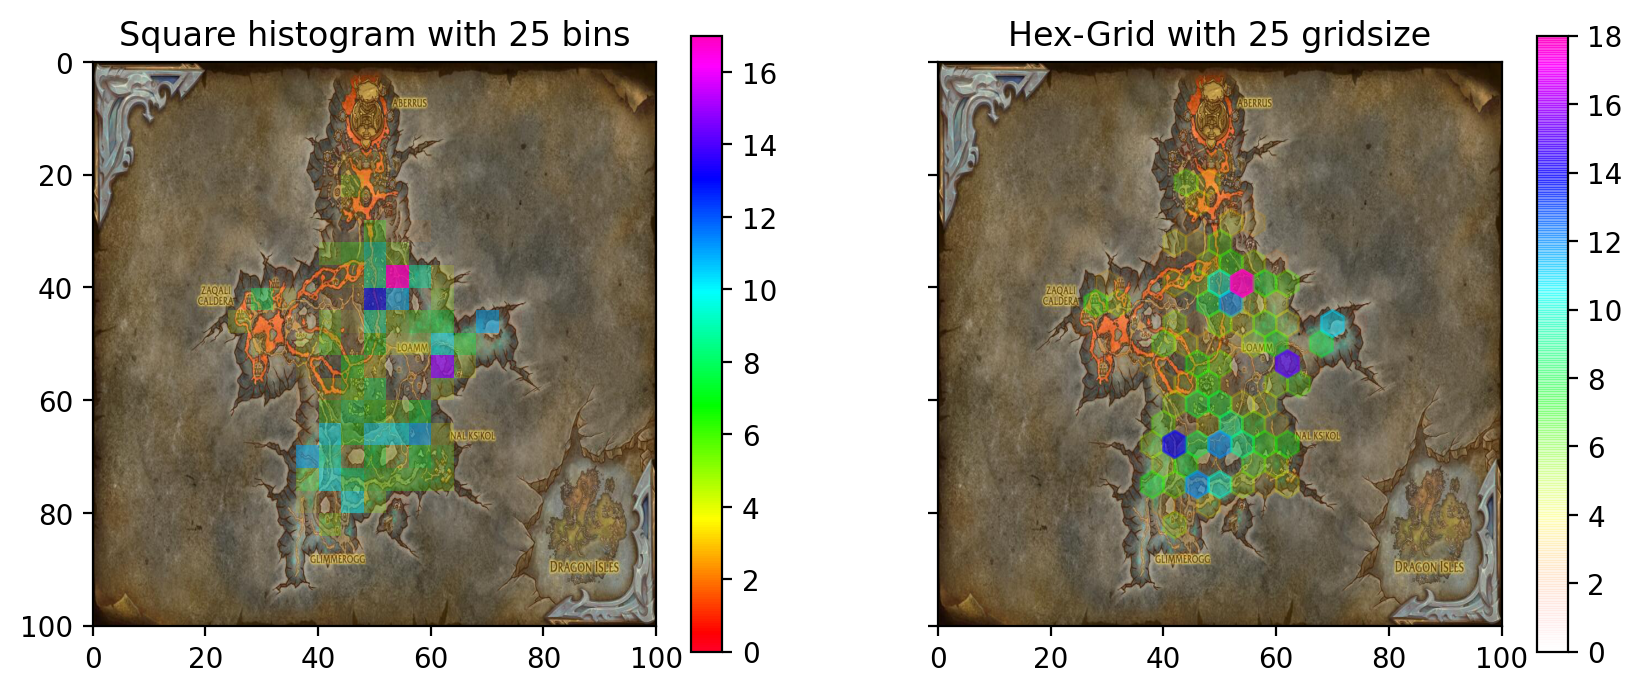 Square histogram with 25 bins
0
20
40
60
80
100
0 20 40 60 80 100
ABERRUS
ZAQALI
CALDERA
LOAMM
NAL KS'KOL
GLIMMEROGG
DRAGON ISLES
16
14
12
10
8
6
4
2
0
Hex-Grid with 25 gridsize
0 20 40 60 80 100
ABERRUS
ZAQALI
CALDERA
LOAMM
NAL KS'KOL
GLIMMEROGG
DRAGON ISLES
18
16
14
12
10
8
6
4
2
0